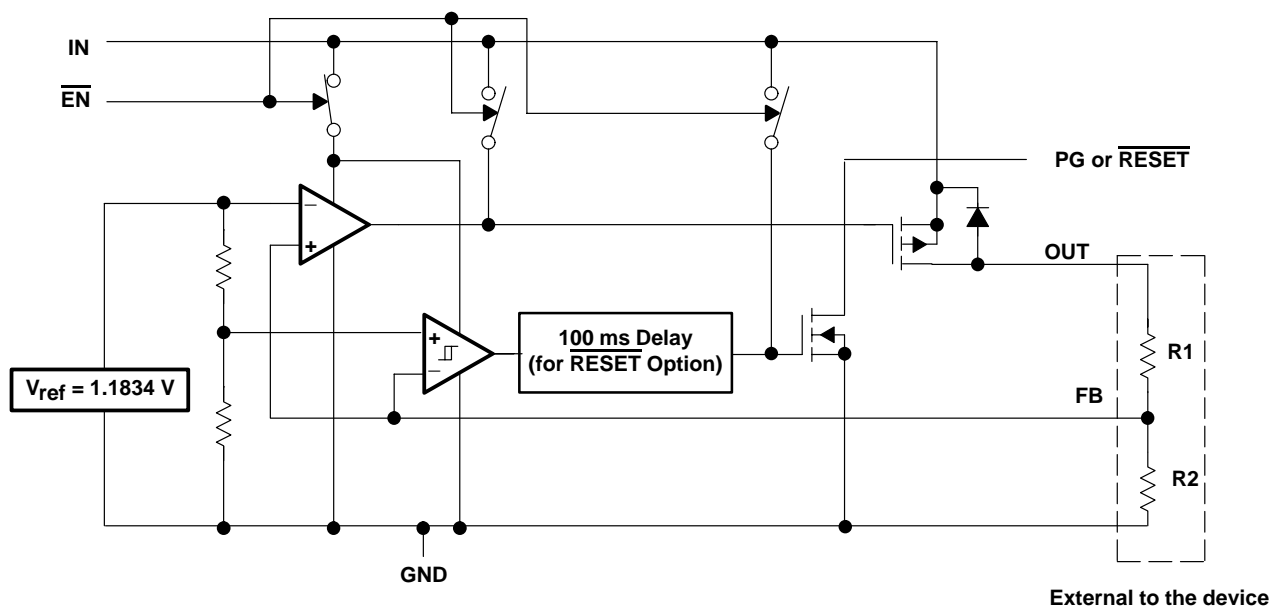 IN
EN
PG or RESET
−
+
OUT
+
−
100 ms Delay
(for RESET Option)
R1
Vref = 1.1834 V
FB
R2
GND
External to the device